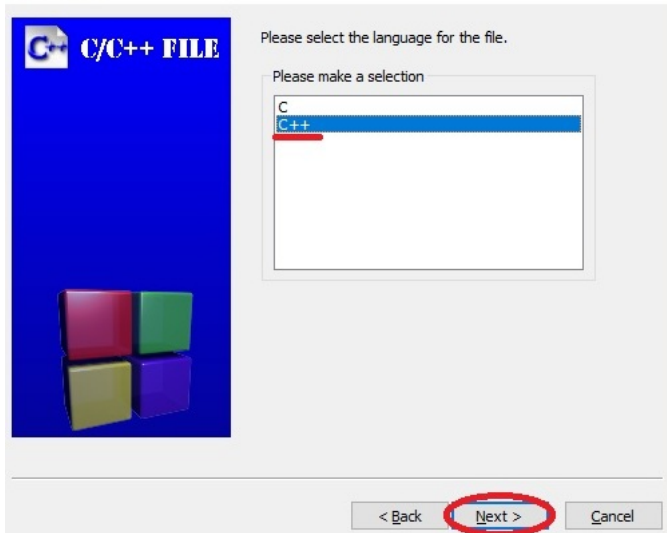 C++ C/C++ FILE
Please select the language for the file.
Please make a selection
C
C++
< Back Next > Cancel